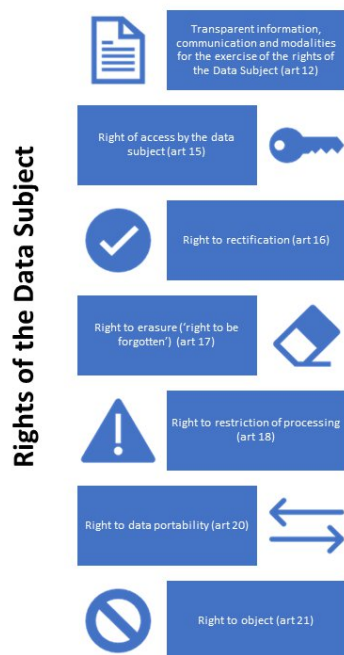 Rights of the Data Subject
Transparent information,
communication and modalities
for the exercise of the rights of
the Data Subject (art 12)
Right of access by the data
subject (art 15)
Right to rectification (art 16)
Right to erasure ('right to be
forgotten') (art 17)
Right to restriction of processing
(art 18)
Right to data portability (art 20)
Right to object (art 21)